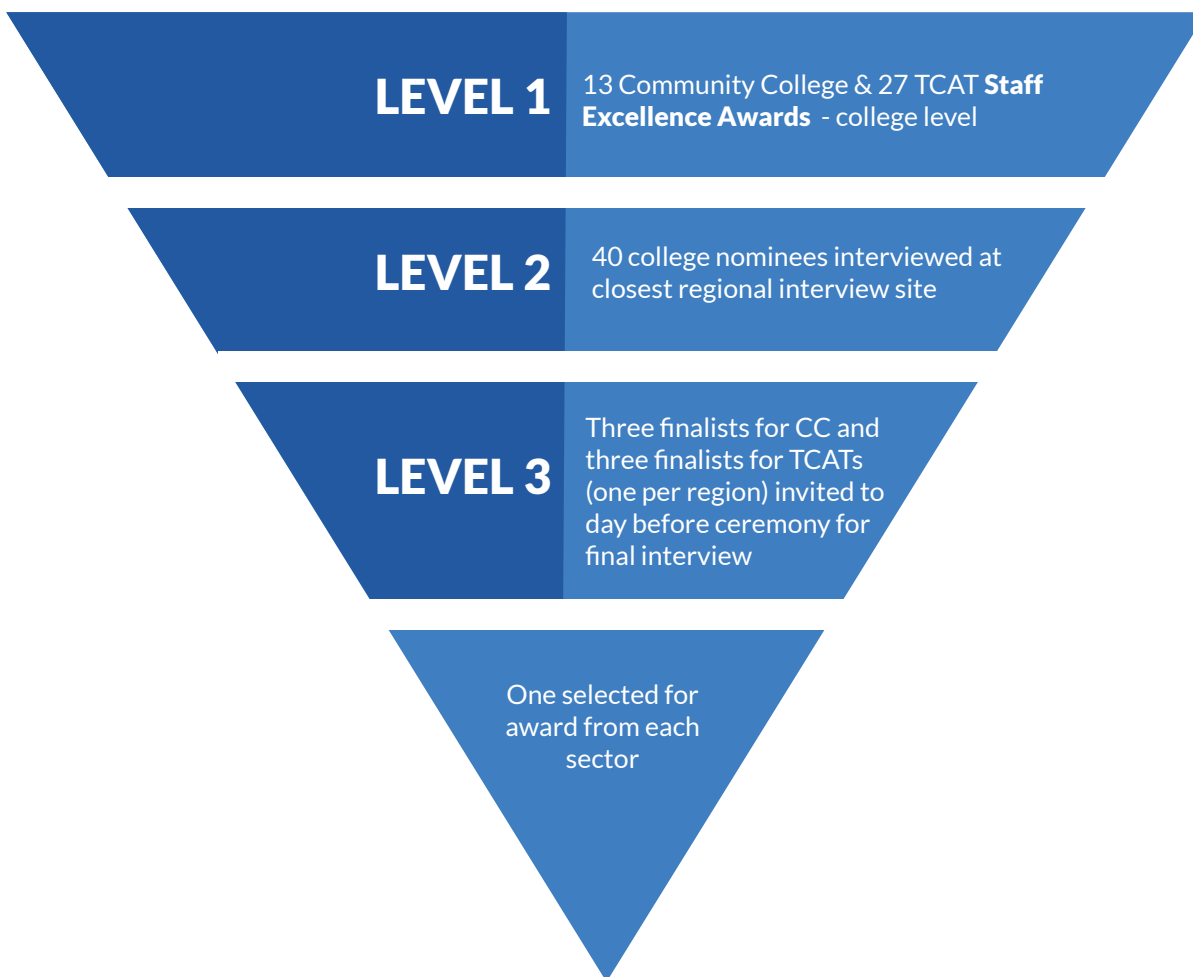 LEVEL 1
13 Community College & 27 TCAT Staff
Excellence Awards - college level
LEVEL 2
40 college nominees interviewed at
closest regional interview site
LEVEL 3
Three finalists for CC and
three finalists for TCATs
(one per region) invited to
day before ceremony for
final interview
One selected for
award from each
sector